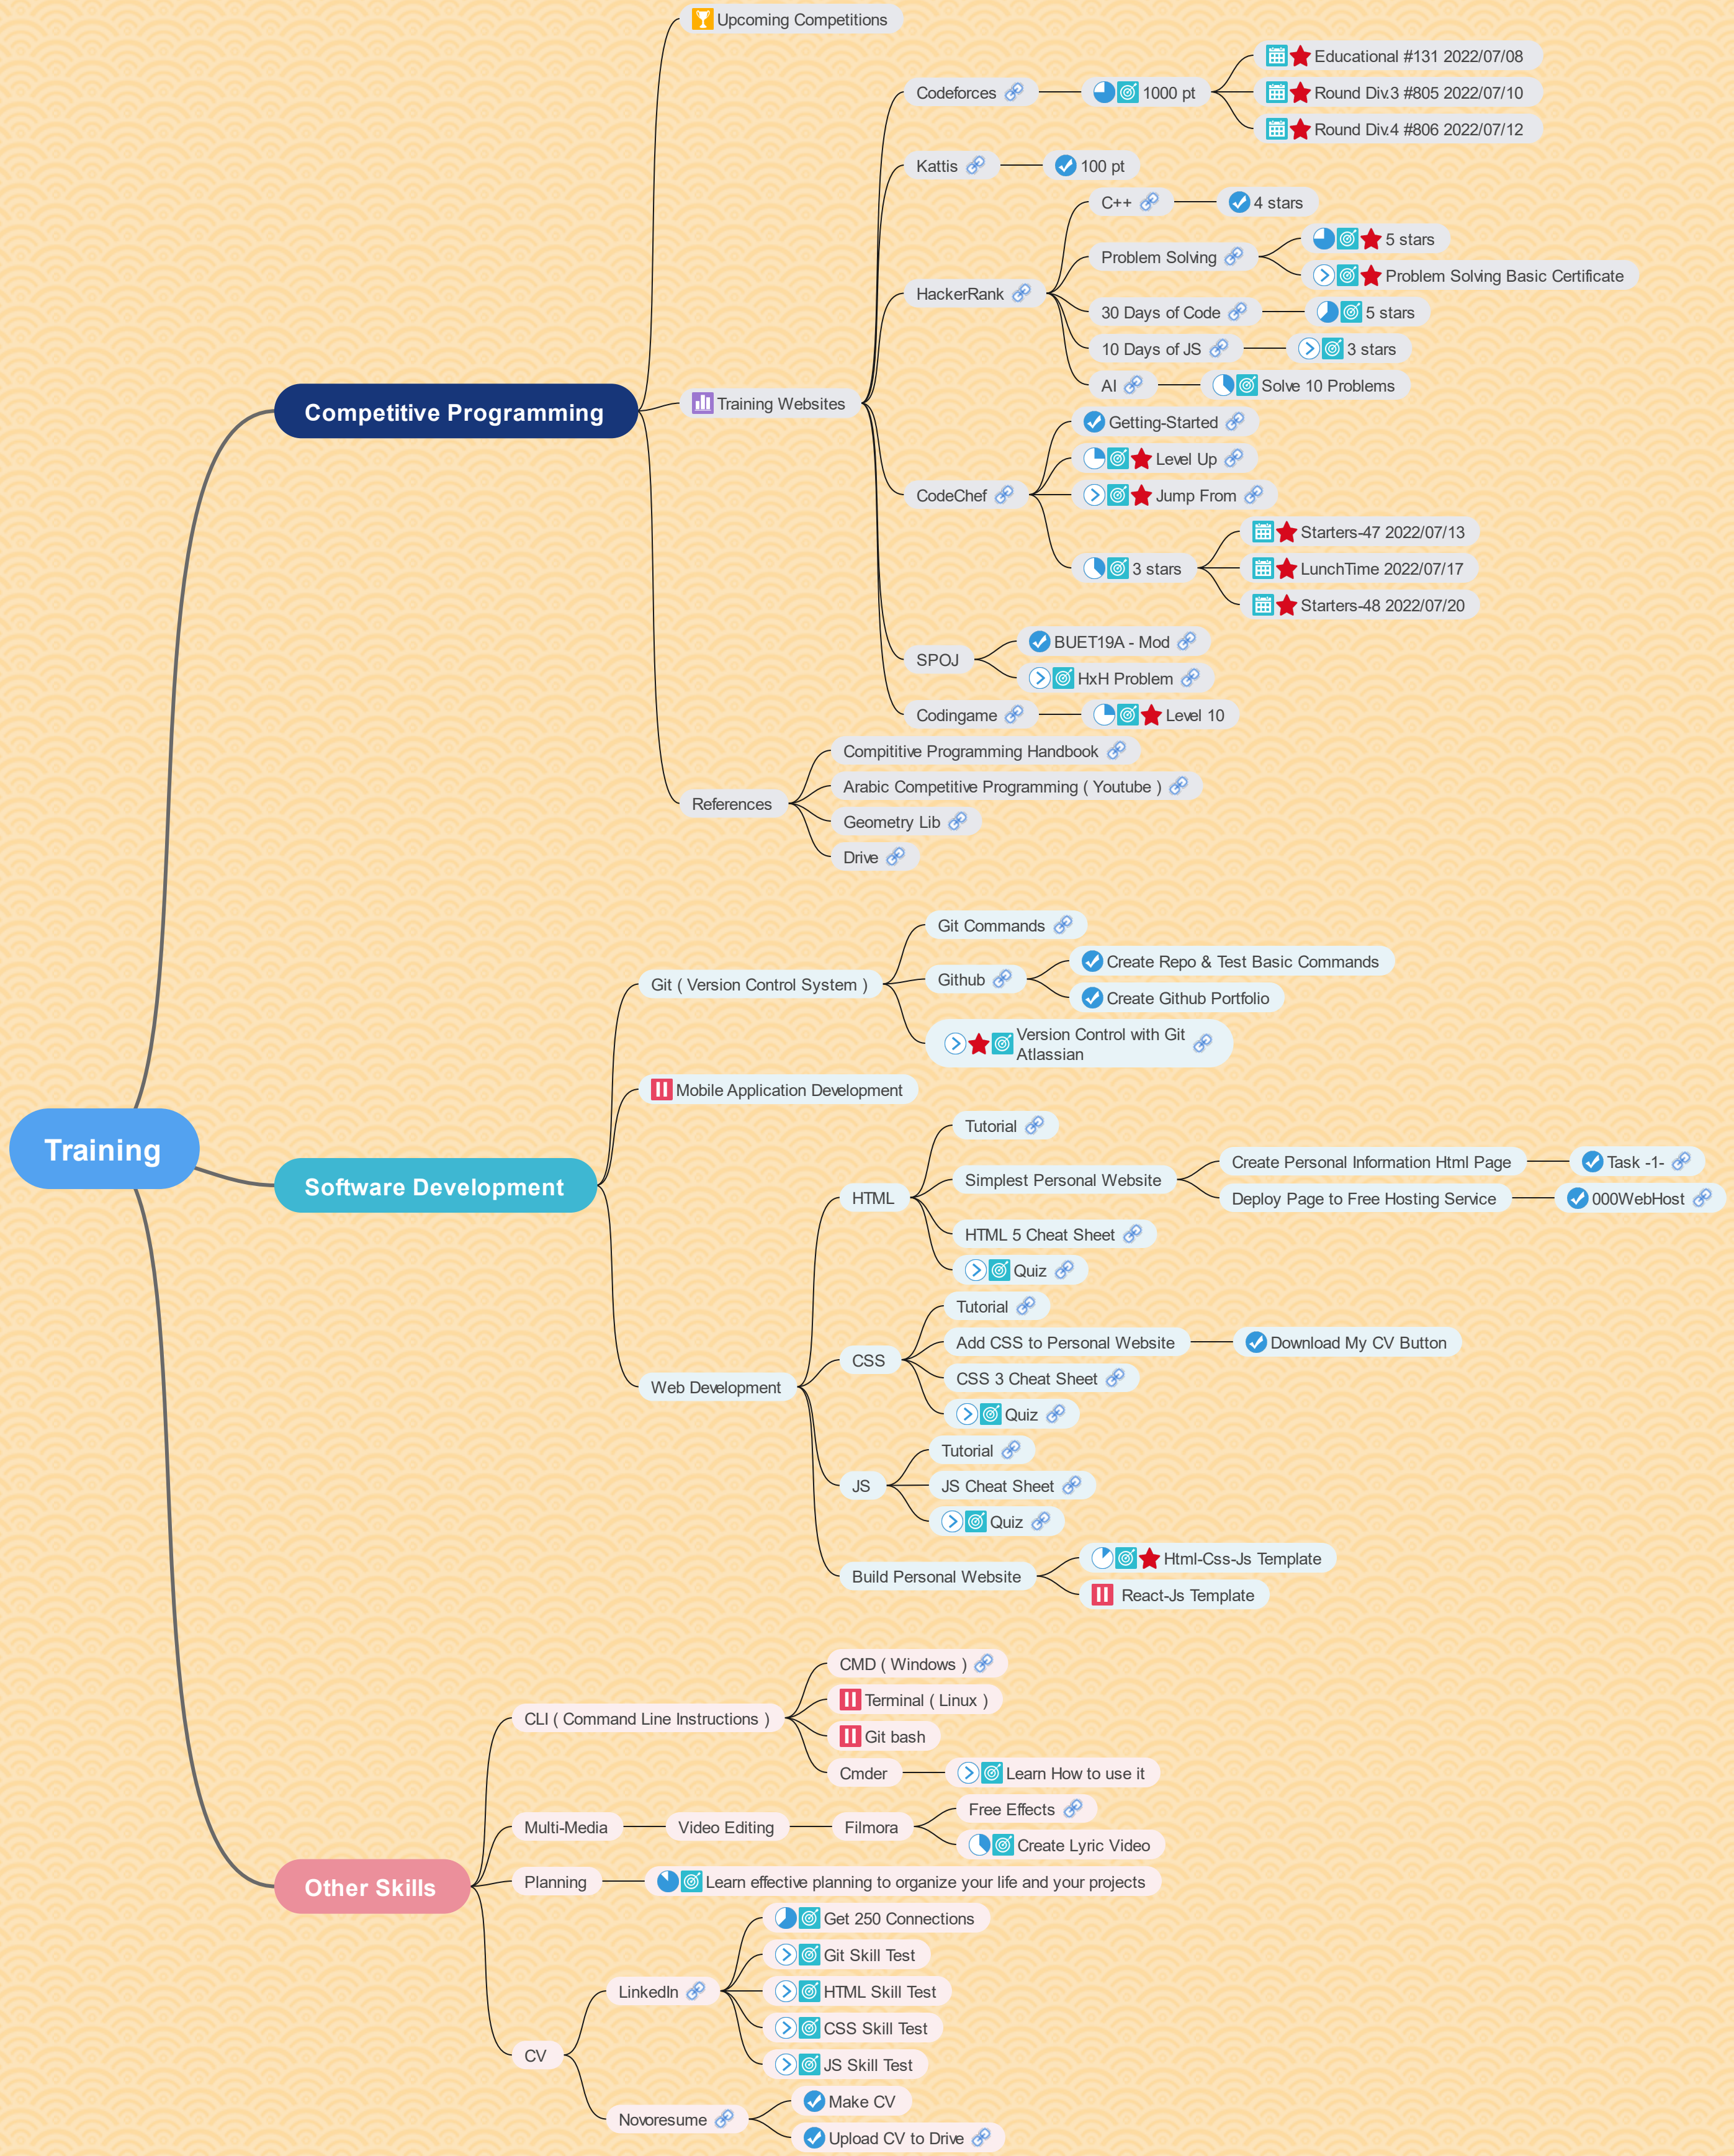 Training
Competitive Programming
Upcoming Competitions
Training Websites
Codeforces
1000 pt
Educational #131 2022/07/08
Round Div.3 #805 2022/07/10
Round Div.4 #806 2022/07/12
Kattis
100 pt
HackerRank
C++
4 stars
Problem Solving
5 stars
Problem Solving Basic Certificate
30 Days of Code
5 stars
10 Days of JS
3 stars
AI
Solve 10 Problems
CodeChef
Getting-Started
Level Up
Jump From
3 stars
Starters-47 2022/07/13
LunchTime 2022/07/17
Starters-48 2022/07/20
SPOJ
BUET19A - Mod
HxH Problem
Codingame
Level 10
References
Compititive Programming Handbook
Arabic Competitive Programming ( Youtube )
Geometry Lib
Drive
Software Development
Git ( Version Control System )
Git Commands
Github
Create Repo & Test Basic Commands
Create Github Portfolio
Version Control with Git
Atlassian
Mobile Application Development
Web Development
HTML
Tutorial
Simplest Personal Website
Create Personal Information Html Page
Task -1-
Deploy Page to Free Hosting Service
000WebHost
HTML 5 Cheat Sheet
Quiz
CSS
Tutorial
Add CSS to Personal Website
Download My CV Button
CSS 3 Cheat Sheet
Quiz
JS
Tutorial
JS Cheat Sheet
Quiz
Build Personal Website
Html-Css-Js Template
React-Js Template
Other Skills
CLI ( Command Line Instructions )
CMD ( Windows )
Terminal ( Linux )
Git bash
Cmder
Learn How to use it
Multi-Media
Video Editing
Filmora
Free Effects
Create Lyric Video
Planning
Learn effective planning to organize your life and your projects
CV
LinkedIn
Get 250 Connections
Git Skill Test
HTML Skill Test
CSS Skill Test
JS Skill Test
Novoresume
Make CV
Upload CV to Drive